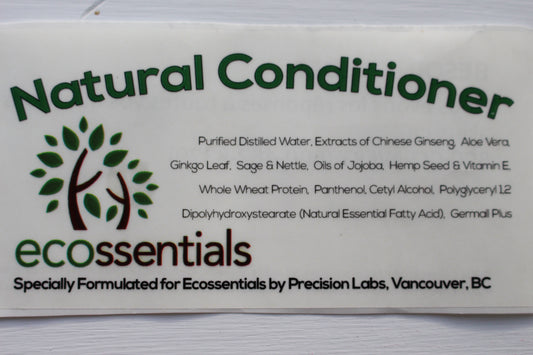 Natural Conditioner
Purified Distilled Water, Extracts of Chinese Ginseng, Aloe Vera,
Ginkgo Leaf, Sage & Nettle, Oils of Jojoba, Hemp Seed & Vitamin E,
Whole Wheat Protein, Panthenol, Cetyl Alcohol, Polyglyceryl 1,2
Dipolyhydroxystearate (Natural Essential Fatty Acid), Germall Plus
ecossentials
Specially Formulated for Ecossentials by Precision Labs, Vancouver, BC